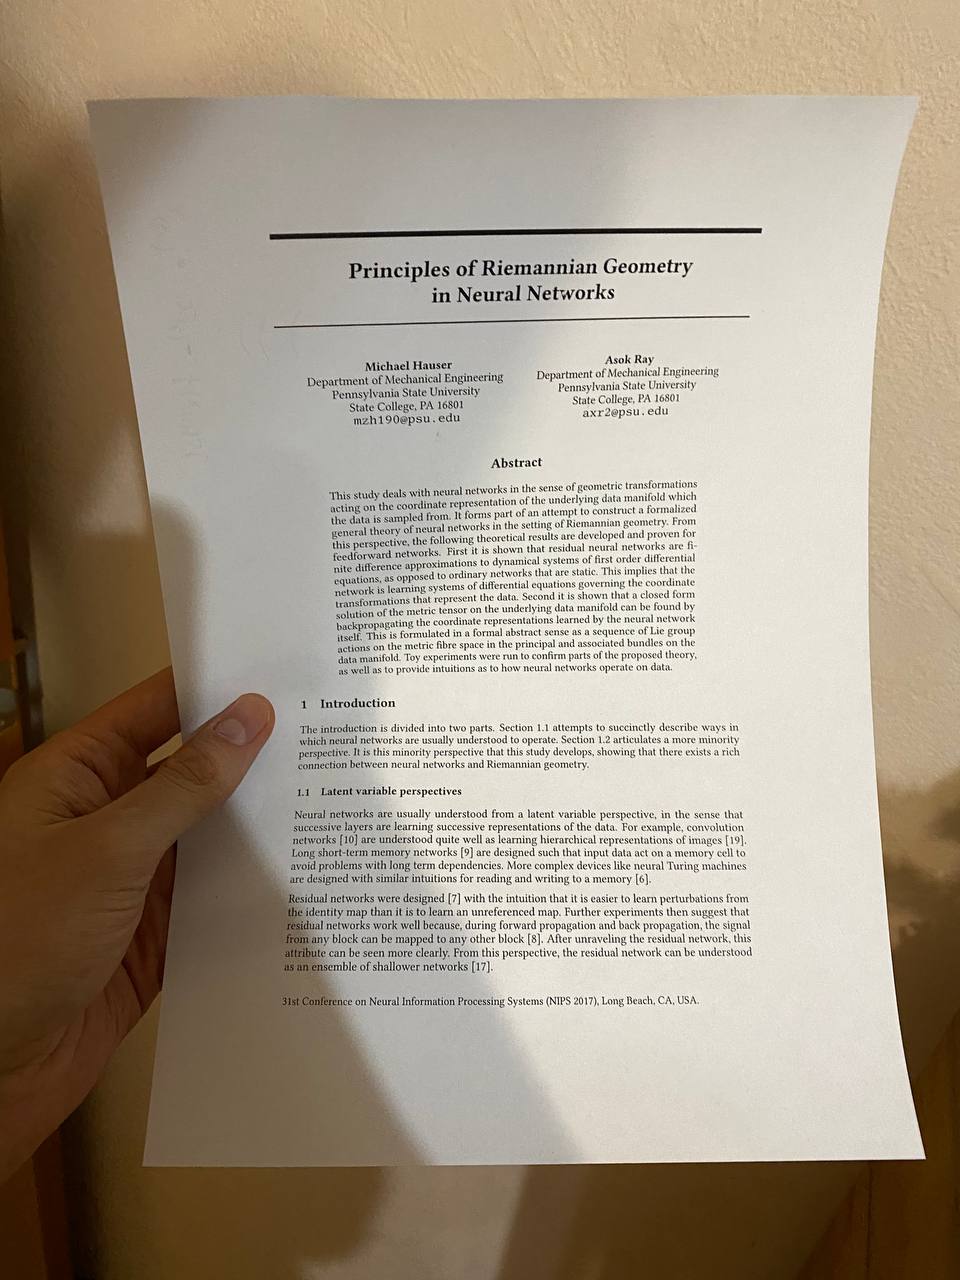 Principles of Riemannian Geometry
in Neural Networks
Michael Hauser
Department of Mechanical Engineering
Pennsylvania State University
State College, PA 16801
mzh190@psu.edu
Asok Ray
Department of Mechanical Engineering
Pennsylvania State University
State College, PA 16801
axr2@psu.edu
Abstract
This study deals with neural networks in the sense of geometric transformations
acting on the coordinate representation of the underlying data manifold which
the data is sampled from. It forms part of an attempt to construct a formalized
general theory of neural networks in the setting of Riemannian geometry. From
this perspective, the following theoretical results are developed and proven for
feedforward networks. First it is shown that residual neural networks are fi-
nite difference approximations to dynamical systems of first order differential
equations, as opposed to ordinary networks that are static. This implies that the
network is learning systems of differential equations governing the coordinate
transformations that represent the data. Second it is shown that a closed form
solution of the metric tensor on the underlying data manifold can be found by
backpropagating the coordinate representations learned by the neural network
itself. This is formulated in a formal abstract sense as a sequence of Lie group
actions on the metric fibre space in the principal and associated bundles on the
data manifold. Toy experiments were run to confirm parts of the proposed theory,
as well as to provide intuitions as to how neural networks operate on data.
1 Introduction
The introduction is divided into two parts. Section 1.1 attempts to succinctly describe ways in
which neural networks are usually understood to operate. Section 1.2 articulates a more minority
perspective. It is this minority perspective that this study develops, showing that there exists a rich
connection between neural networks and Riemannian geometry.
1.1 Latent variable perspectives
Neural networks are usually understood from a latent variable perspective, in the sense that
successive layers are learning successive representations of the data. For example, convolution
networks [10] are understood quite well as learning hierarchical representations of images [19].
Long short-term memory networks [9] are designed such that input data act on a memory cell to
avoid problems with long term dependencies. More complex devices like neural Turing machines
are designed with similar intuitions for reading and writing to a memory [6].
Residual networks were designed [7] with the intuition that it is easier to learn perturbations from
the identity map than it is to learn an unreferenced map. Further experiments then suggest that
residual networks work well because, during forward propagation and back propagation, the signal
from any block can be mapped to any other block [8]. After unraveling the residual network, this
attribute can be seen more clearly. From this perspective, the residual network can be understood
as an ensemble of shallower networks [17].
31st Conference on Neural Information Processing Systems (NIPS 2017), Long Beach, CA, USA.